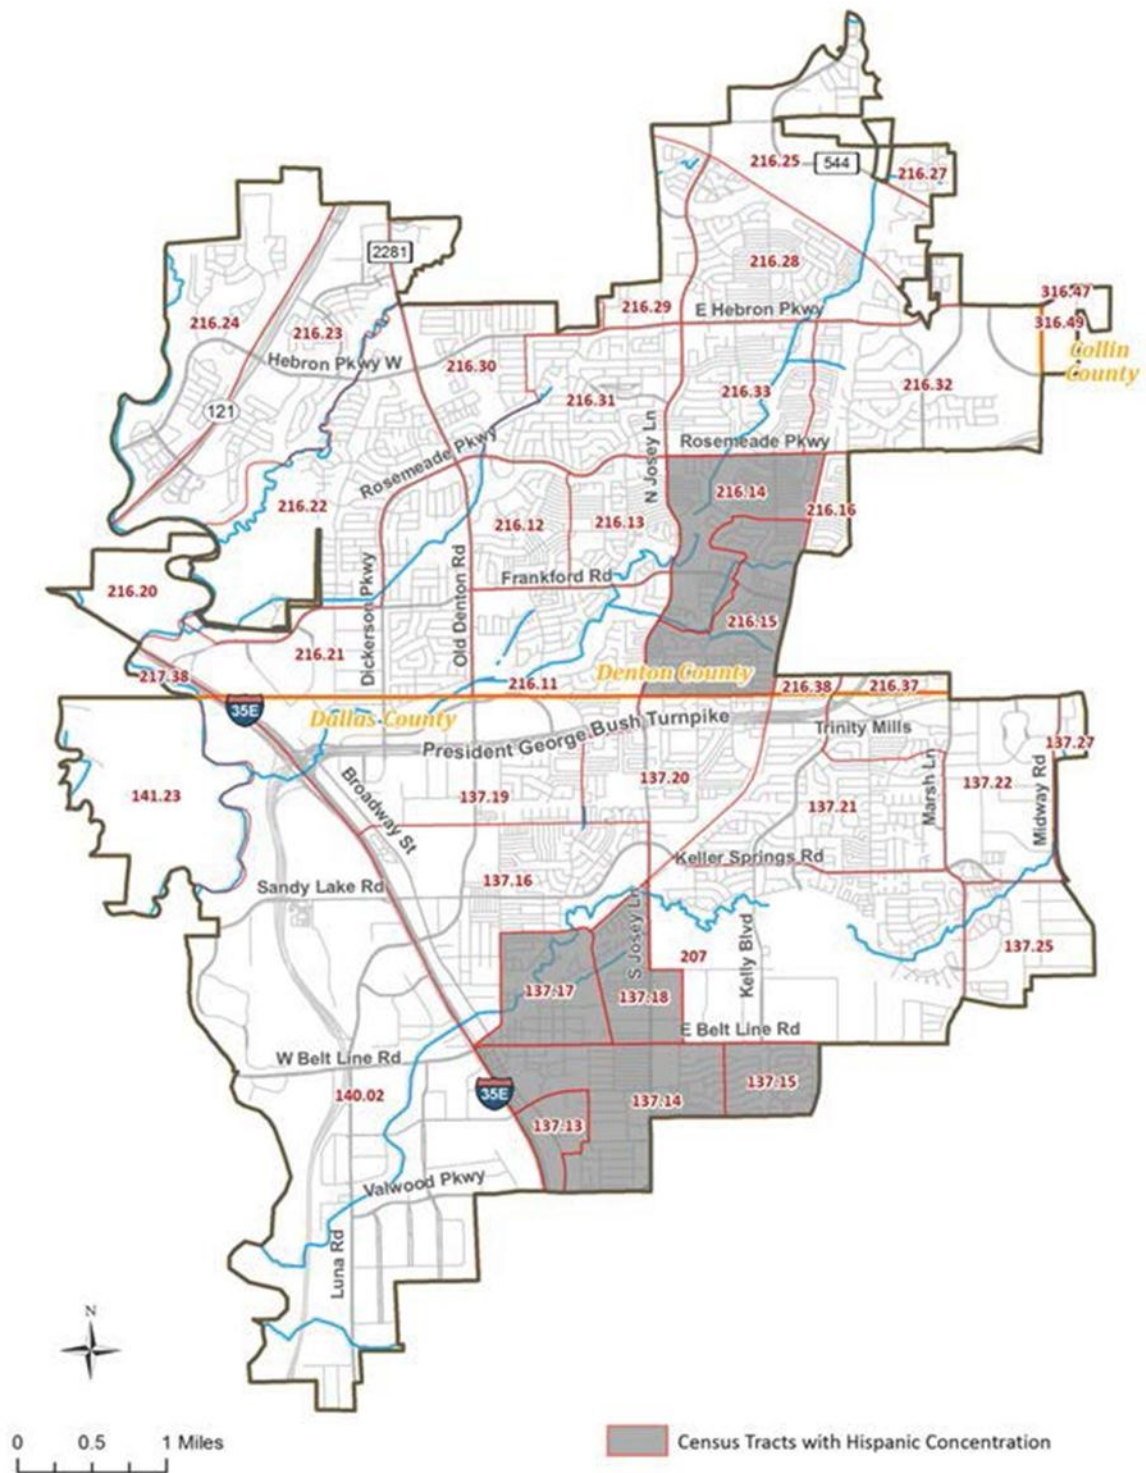 216.25
544
216.27
2281
216.28
216.29
E Hebron Pkwy
316.47
316.49
Collin
County
216.24
216.23
Hebron Pkwy W
216.30
216.31
216.33
216.32
121
N Josey Ln
Rosemeade Pkwy
Rosemeade Pkwy
216.14
216.22
216.12
216.13
216.16
Dickerson Pkwy
Old Denton Rd
Frankford Rd
216.20
216.15
216.21
217.38
216.11
Denton County
216.38
216.37
35E
Dallas County
President George Bush Turnpike
Trinity Mills
137.27
141.23
Broadway St
137.19
137.20
137.21
Marsh Ln
137.22
Midway Rd
Keller Springs Rd
Sandy Lake Rd
137.16
S Josey Ln
207
Kelly Blvd
137.25
137.17
137.18
E Belt Line Rd
W Belt Line Rd
140.02
35E
137.14
137.15
137.13
Valwood Pkwy
Luna Rd
N
0 0.5 1 Miles
Census Tracts with Hispanic Concentration